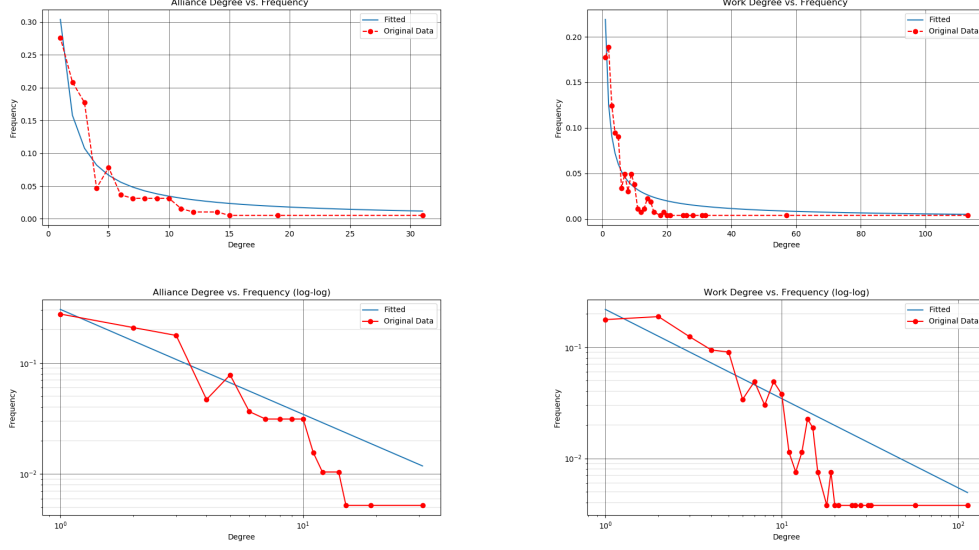 Alliance Degree vs. Frequency
Fitted
Original Data
0.30
0.25
0.20
0.15
0.10
0.05
0.00
Frequency
0
5
10
15
20
25
30
Degree
Work Degree vs. Frequency
Fitted
Original Data
0.20
0.15
0.10
0.05
0.00
Frequency
0
20
40
60
80
100
Degree
Alliance Degree vs. Frequency (log-log)
Fitted
Original Data
10⁻¹
10⁻²
Frequency
10⁰
10¹
Degree
Work Degree vs. Frequency (log-log)
Fitted
Original Data
10⁻¹
10⁻²
Frequency
10⁰
10¹
10²
Degree